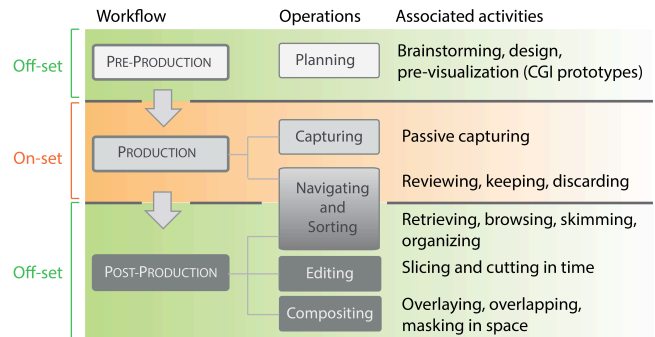 Workflow Operations Associated activities
Off-set
PRE-PRODUCTION
Planning
Brainstorming, design,
pre-visualization (CGI prototypes)
On-set
PRODUCTION
Capturing
Passive capturing
Navigating
and
Sorting
Reviewing, keeping, discarding
Retrieving, browsing, skimming,
organizing
Off-set
POST-PRODUCTION
Editing
Slicing and cutting in time
Compositing
Overlaying, overlapping,
masking in space